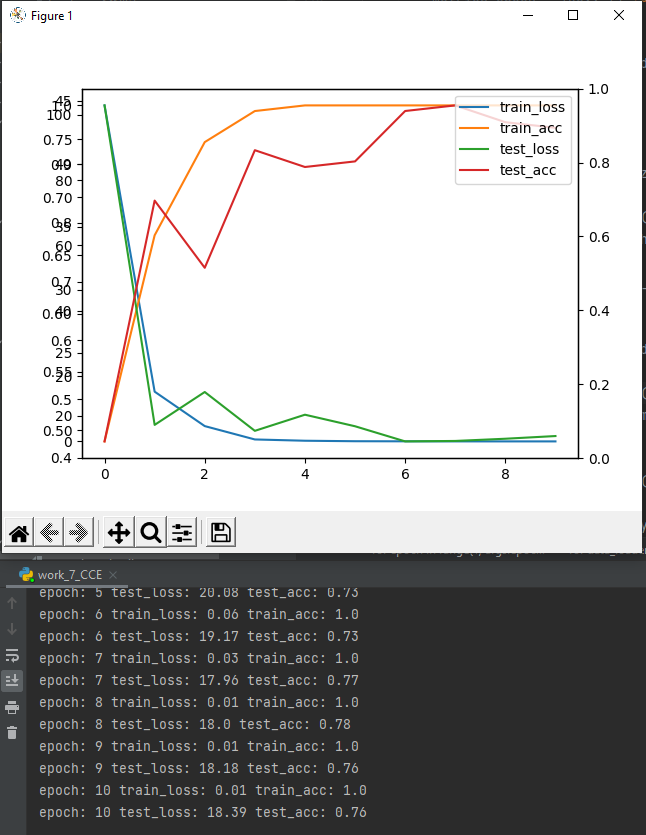 Figure 1
45
1.0
100
0.75
40
0.9
80
0.70
0.8
35
60
0.65
0.7
30
40
0.60
0.6
25
0.55
20
0.5
20
0.50
0
0.4
1.0
0.8
0.6
0.4
0.2
0.0
train_loss
train_acc
test_loss
test_acc
0 2 4 6 8
work_7_CCE
epoch: 5 test_loss: 20.08 test_acc: 0.73
epoch: 6 train_loss: 0.06 train_acc: 1.0
epoch: 6 test_loss: 19.17 test_acc: 0.73
epoch: 7 train_loss: 0.03 train_acc: 1.0
epoch: 7 test_loss: 17.96 test_acc: 0.77
epoch: 8 train_loss: 0.01 train_acc: 1.0
epoch: 8 test_loss: 18.0 test_acc: 0.78
epoch: 9 train_loss: 0.01 train_acc: 1.0
epoch: 9 test_loss: 18.18 test_acc: 0.76
epoch: 10 train_loss: 0.01 train_acc: 1.0
epoch: 10 test_loss: 18.39 test_acc: 0.76